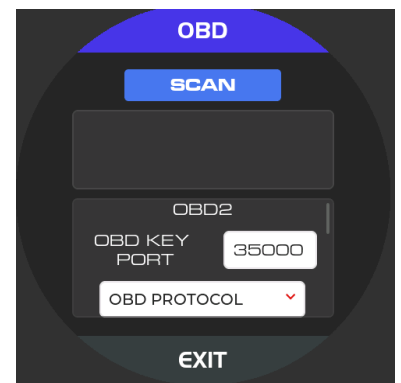 OBD
SCAN
OBD2
OBD KEY
PORT
35000
OBD PROTOCOL
EXIT